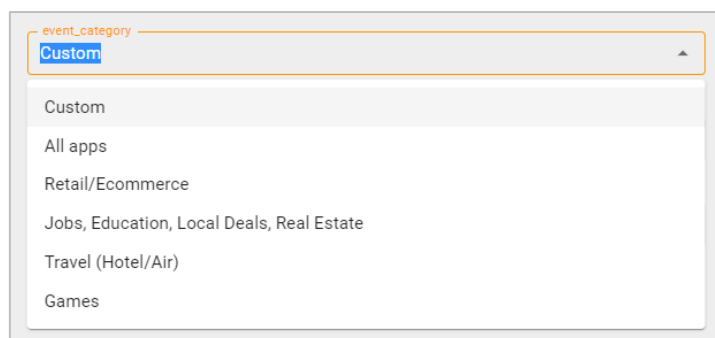 event_category
Custom
Custom
All apps
Retail/Ecommerce
Jobs, Education, Local Deals, Real Estate
Travel (Hotel/Air)
Games